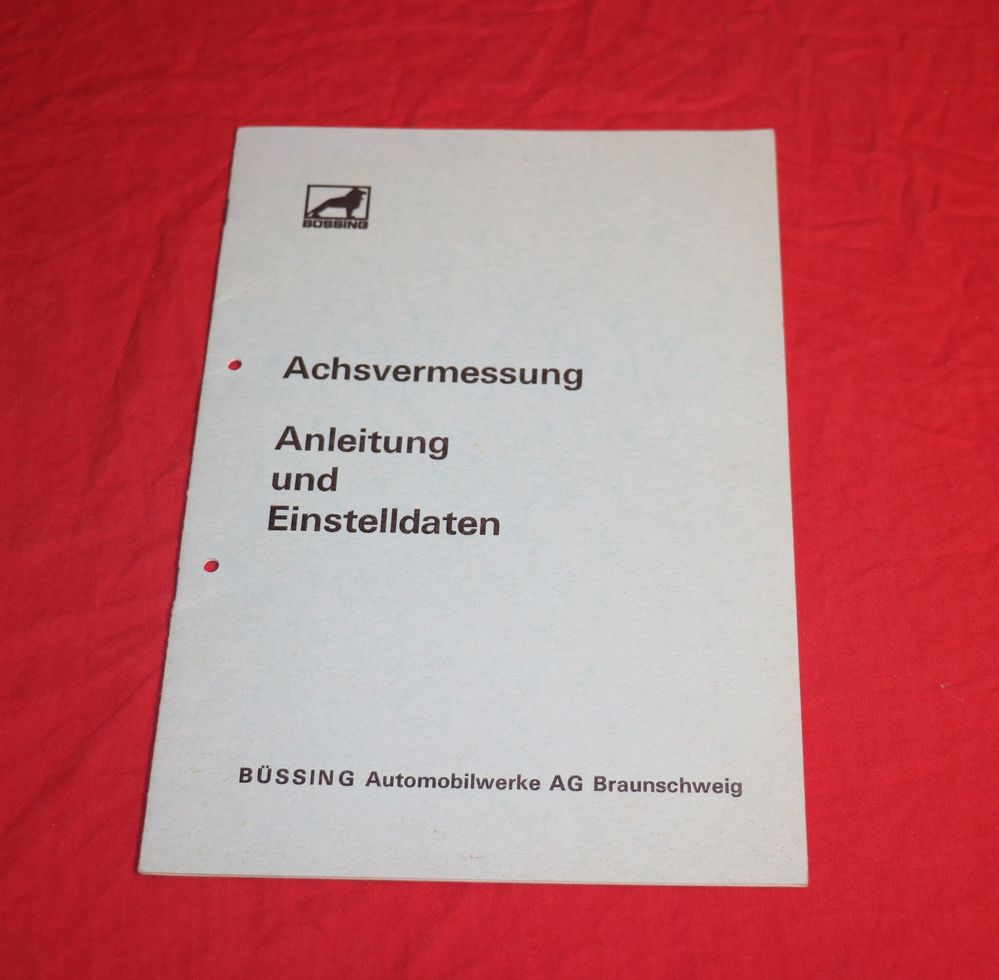 BÜSSING
Achsvermessung
Anleitung
und
Einstelldaten
BÜSSING Automobilwerke AG Braunschweig